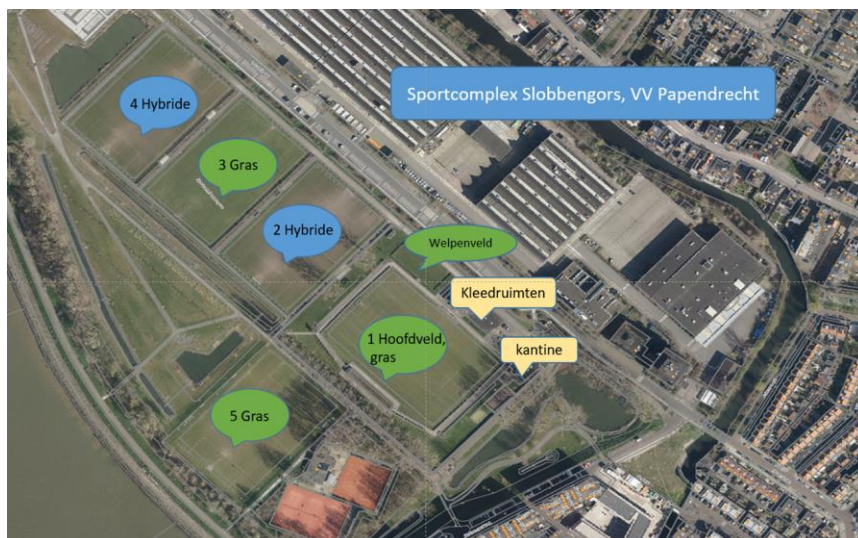 Sportcomplex Slobbengors, VV Papendrecht
4 Hybride
3 Gras
2 Hybride
Welpenveld
Kleedruimten
1 Hoofdveld,
gras
kantine
5 Gras